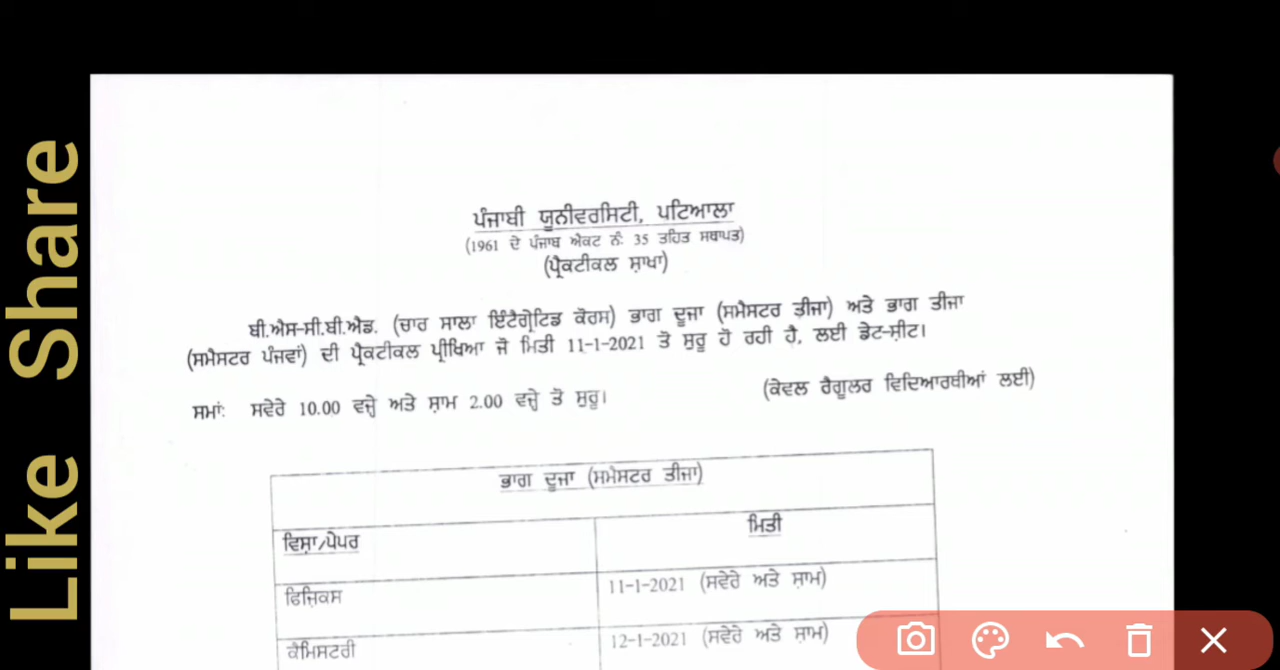 Like Share
ਪੰਜਾਬੀ ਯੂਨੀਵਰਸਿਟੀ, ਪਟਿਆਲਾ
(1961 ਦੇ ਪੰਜਾਬ ਐਕਟ ਨੰ: 35 ਤਹਿਤ ਸਥਾਪਤ)
(ਪ੍ਰੈਕਟੀਕਲ ਸ਼ਾਖਾ)
ਬੀ.ਐਸ-ਸੀ.ਬੀ.ਐਡ. (ਚਾਰ ਸਾਲਾ ਇੰਟੈਗ੍ਰੇਟਿਡ ਕੋਰਸ) ਭਾਗ ਦੂਜਾ (ਸਮੈਸਟਰ ਤੀਜਾ) ਅਤੇ ਭਾਗ ਤੀਜਾ
(ਸਮੈਸਟਰ ਪੰਜਵਾਂ) ਦੀ ਪ੍ਰੈਕਟੀਕਲ ਪ੍ਰੀਖਿਆ ਜੋ ਮਿਤੀ 11-1-2021 ਤੋਂ ਸ਼ੁਰੂ ਹੋ ਰਹੀ ਹੈ, ਲਈ ਡੇਟ-ਸ਼ੀਟ।
ਸਮਾਂ: ਸਵੇਰੇ 10.00 ਵਜ੍ਹੇ ਅਤੇ ਸ਼ਾਮ 2.00 ਵਜ੍ਹੇ ਤੋਂ ਸ਼ੁਰੂ। (ਕੇਵਲ ਰੈਗੂਲਰ ਵਿਦਿਆਰਥੀਆਂ ਲਈ)
ਭਾਗ ਦੂਜਾ (ਸਮੈਸਟਰ ਤੀਜਾ)
ਵਿਸ਼ਾ/ਪੇਪਰ ਮਿਤੀ
ਫਿਜ਼ਿਕਸ 11-1-2021 (ਸਵੇਰੇ ਅਤੇ ਸ਼ਾਮ)
ਕੈਮਿਸਟਰੀ 12-1-2021 (ਸਵੇਰੇ ਅਤੇ ਸ਼ਾਮ)